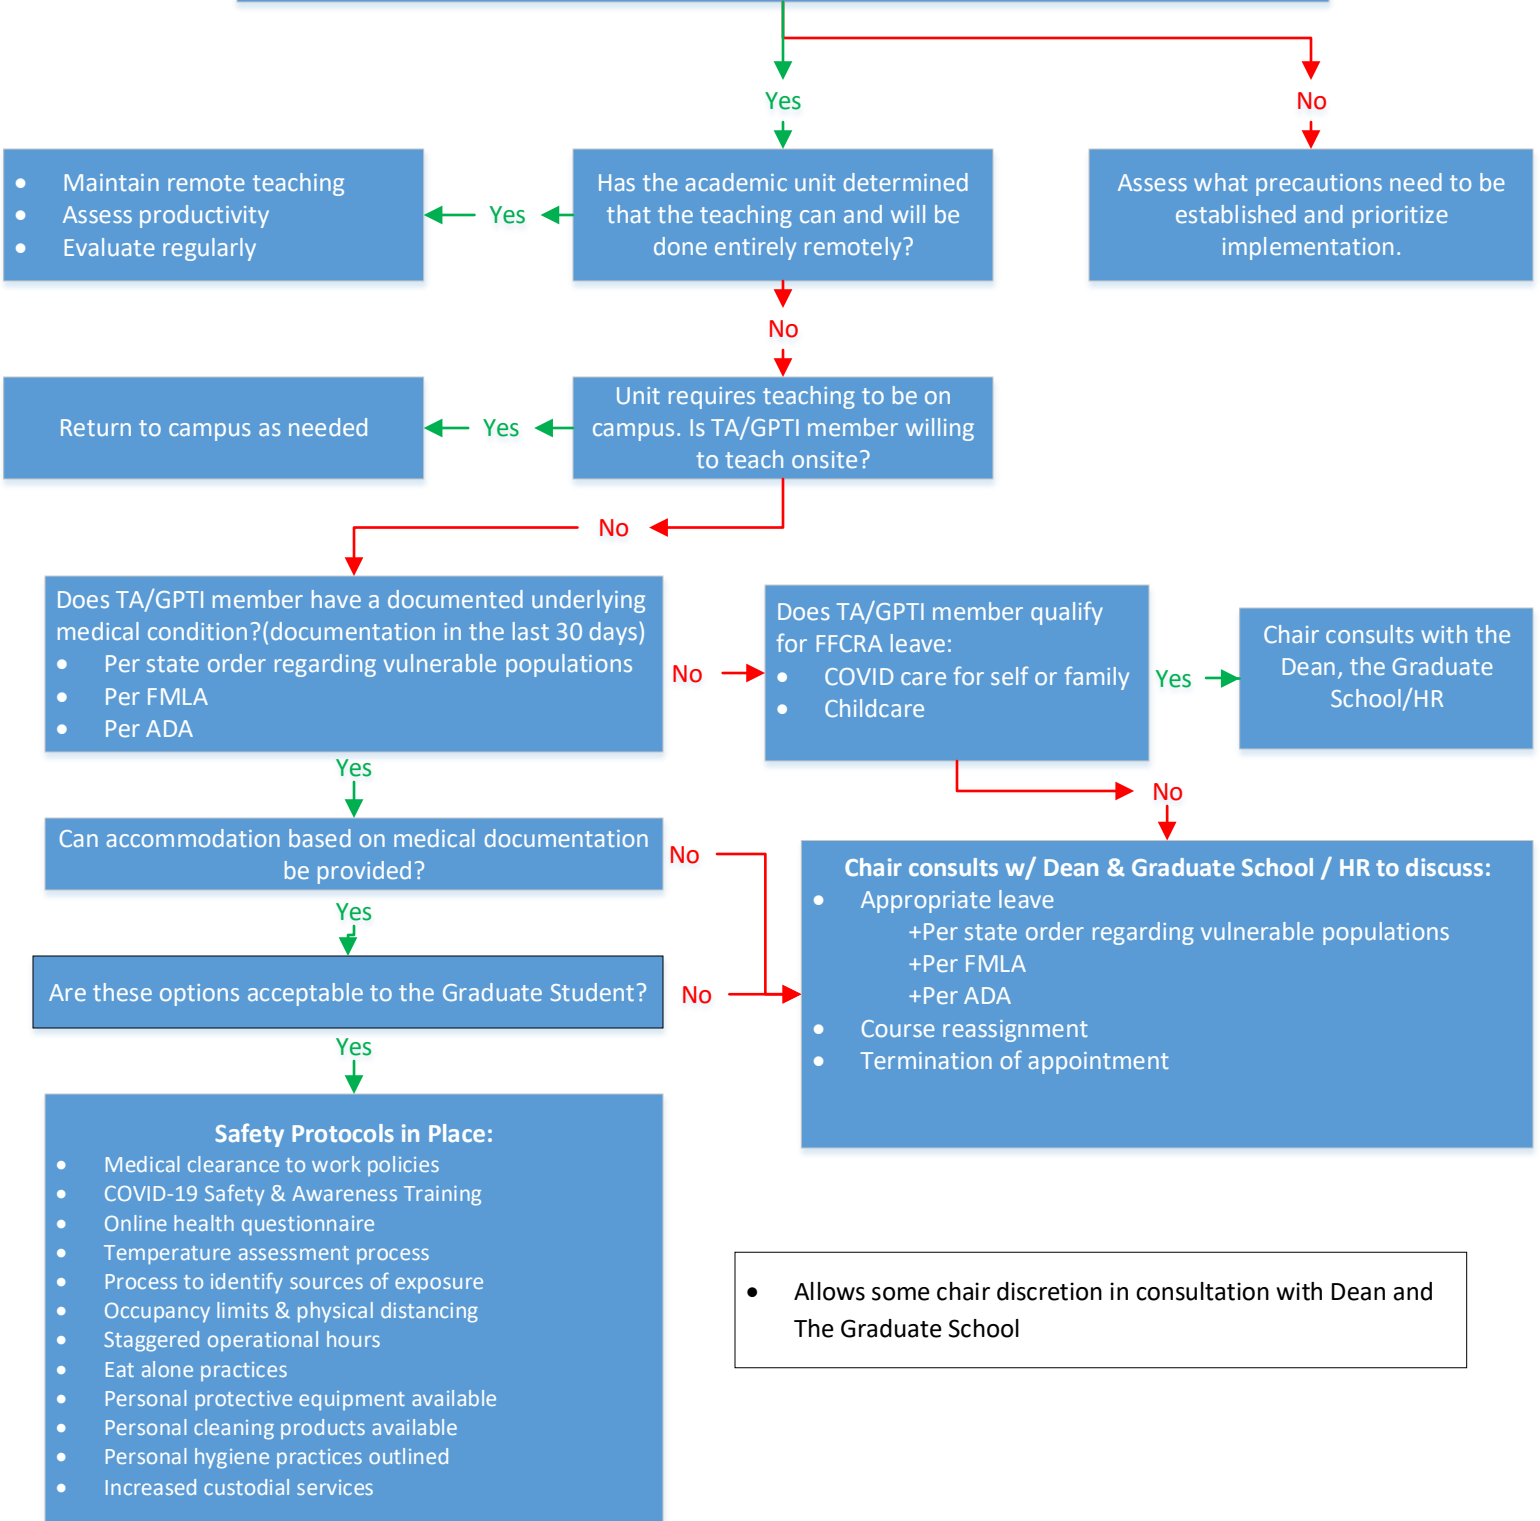 Yes
No
• Maintain remote teaching
• Assess productivity
• Evaluate regularly
Yes
Has the academic unit determined
that the teaching can and will be
done entirely remotely?
Assess what precautions need to be
established and prioritize
implementation.
No
Return to campus as needed
Yes
Unit requires teaching to be on
campus. Is TA/GPTI member willing
to teach onsite?
No
Does TA/GPTI member have a documented underlying
medical condition?(documentation in the last 30 days)
• Per state order regarding vulnerable populations
• Per FMLA
• Per ADA
No
Does TA/GPTI member qualify
for FFCRA leave:
• COVID care for self or family
• Childcare
Yes
Chair consults with the
Dean, the Graduate
School/HR
Yes
No
Can accommodation based on medical documentation
be provided?
No
Chair consults w/ Dean & Graduate School / HR to discuss:
• Appropriate leave
+Per state order regarding vulnerable populations
+Per FMLA
+Per ADA
• Course reassignment
• Termination of appointment
Yes
Are these options acceptable to the Graduate Student?
No
Yes
Safety Protocols in Place:
• Medical clearance to work policies
• COVID-19 Safety & Awareness Training
• Online health questionnaire
• Temperature assessment process
• Process to identify sources of exposure
• Occupancy limits & physical distancing
• Staggered operational hours
• Eat alone practices
• Personal protective equipment available
• Personal cleaning products available
• Personal hygiene practices outlined
• Increased custodial services
• Allows some chair discretion in consultation with Dean and
The Graduate School